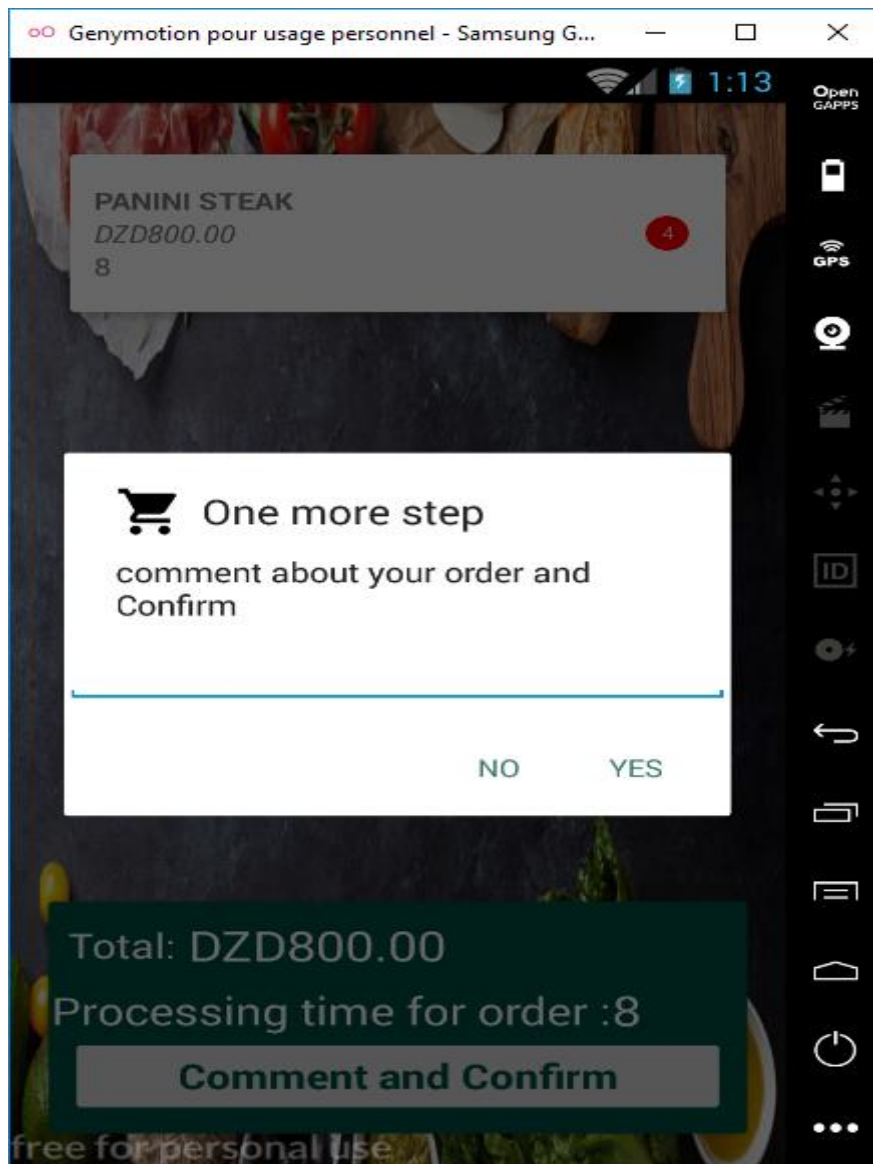 Genymotion pour usage personnel - Samsung G...
1:13
Open
GAPPS
PANINI STEAK
DZD800.00
8
4
GPS
One more step
comment about your order and
Confirm
ID
NO YES
Total: DZD800.00
Processing time for order :8
Comment and Confirm
free for personal use